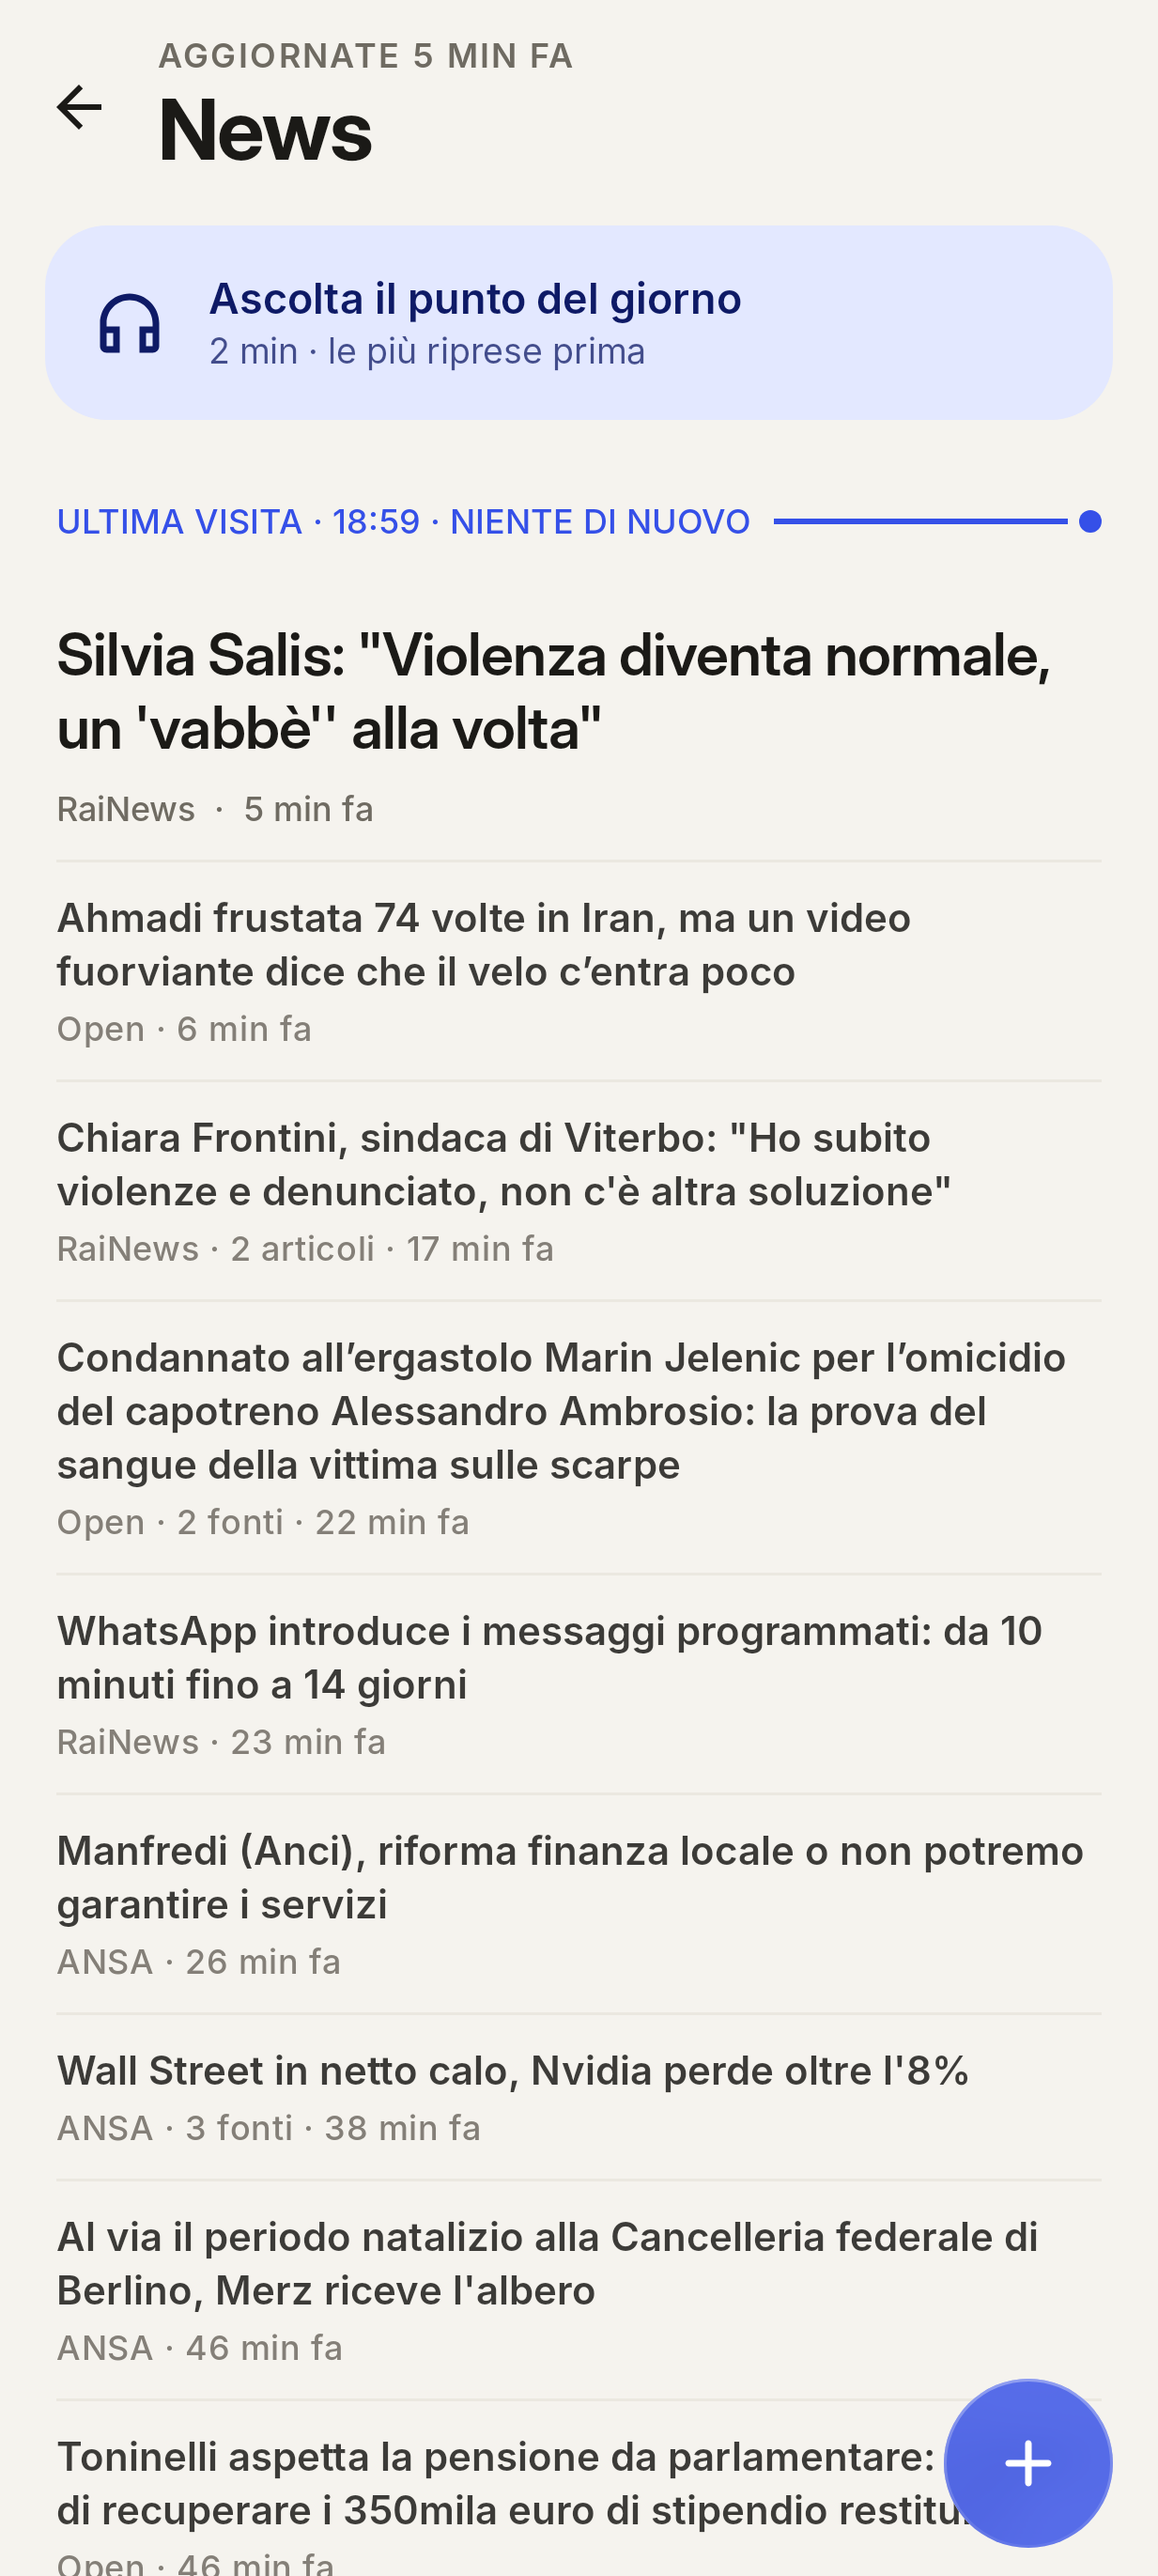 AGGIORNATE 5 MIN FA
News
Ascolta il punto del giorno
2 min · le più riprese prima
ULTIMA VISITA · 18:59 · NIENTE DI NUOVO
Silvia Salis: "Violenza diventa normale,
un 'vabbè'' alla volta"
RaiNews · 5 min fa
Ahmadi frustata 74 volte in Iran, ma un video
fuorviante dice che il velo c’entra poco
Open · 6 min fa
Chiara Frontini, sindaca di Viterbo: "Ho subito
violenze e denunciato, non c'è altra soluzione"
RaiNews · 2 articoli · 17 min fa
Condannato all’ergastolo Marin Jelenic per l’omicidio
del capotreno Alessandro Ambrosio: la prova del
sangue della vittima sulle scarpe
Open · 2 fonti · 22 min fa
WhatsApp introduce i messaggi programmati: da 10
minuti fino a 14 giorni
RaiNews · 23 min fa
Manfredi (Anci), riforma finanza locale o non potremo
garantire i servizi
ANSA · 26 min fa
Wall Street in netto calo, Nvidia perde oltre l'8%
ANSA · 3 fonti · 38 min fa
Al via il periodo natalizio alla Cancelleria federale di
Berlino, Merz riceve l'albero
ANSA · 46 min fa
Toninelli aspetta la pensione da parlamentare:
di recuperare i 350mila euro di stipendio
Open · 46 min fa